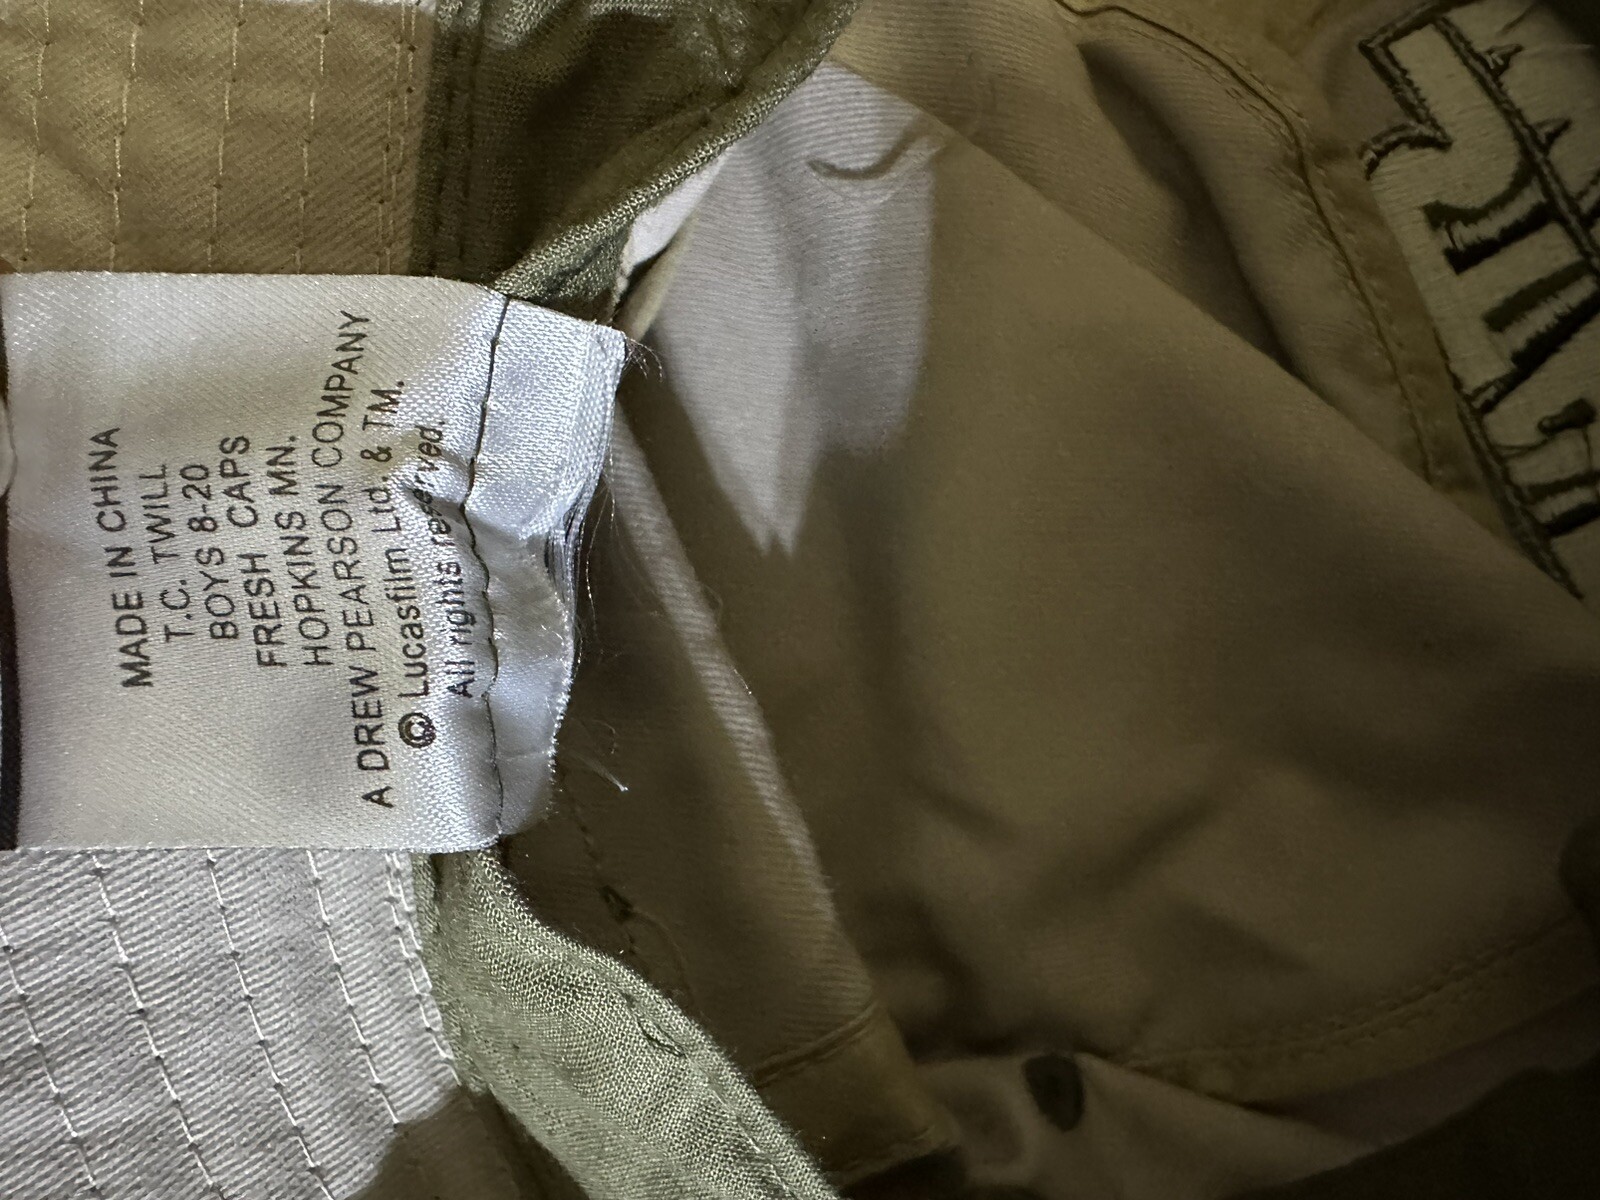 MADE IN CHINA
T.C. TWILL
BOYS 8-20
FRESH CAPS
HOPKINS MN.
HOPKINS COMPANY
A DREW PEARSON COMPANY
© Lucasfilm Ltd. & TM.
All rights reserved.